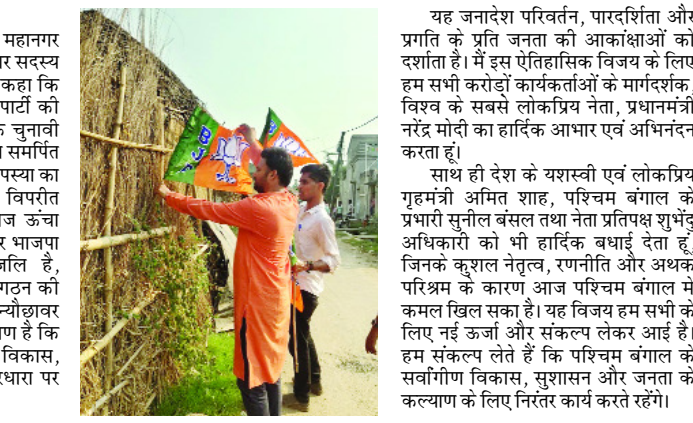 महानगर
सदस्य
कहा कि
पार्टी की
चुनावी
समर्पित
का
विपरीत
ऊंचा
भाजपा
है,
की
न्यौछावर
है कि
विकास,
पर
BJP
यह जनादेश परिवर्तन, पारदर्शिता और
प्रगति के प्रति जनता की आकांक्षाओं को
दर्शाता है। मैं इस ऐतिहासिक विजय के लिए
हम सभी करोड़ों कार्यकर्ताओं के मार्गदर्शक,
विश्व के सबसे लोकप्रिय नेता, प्रधानमंत्री
नरेंद्र मोदी का हार्दिक आभार एवं अभिनंदन
करता हूं।
साथ ही देश के यशस्वी एवं लोकप्रिय
गृहमंत्री अमित शाह, पश्चिम बंगाल के
प्रभारी सुनील बंसल तथा नेता प्रतिपक्ष शुभेंदु
अधिकारी को भी हार्दिक बधाई देता हूं,
जिनके कुशल नेतृत्व, रणनीति और अथक
परिश्रम के कारण आज पश्चिम बंगाल में
कमल खिल सका है। यह विजय हम सभी के
लिए नई ऊर्जा और संकल्प लेकर आई है।
हम संकल्प लेते हैं कि पश्चिम बंगाल के
सर्वांगीण विकास, सुशासन और जनता के
कल्याण के लिए निरंतर कार्य करते रहेंगे।